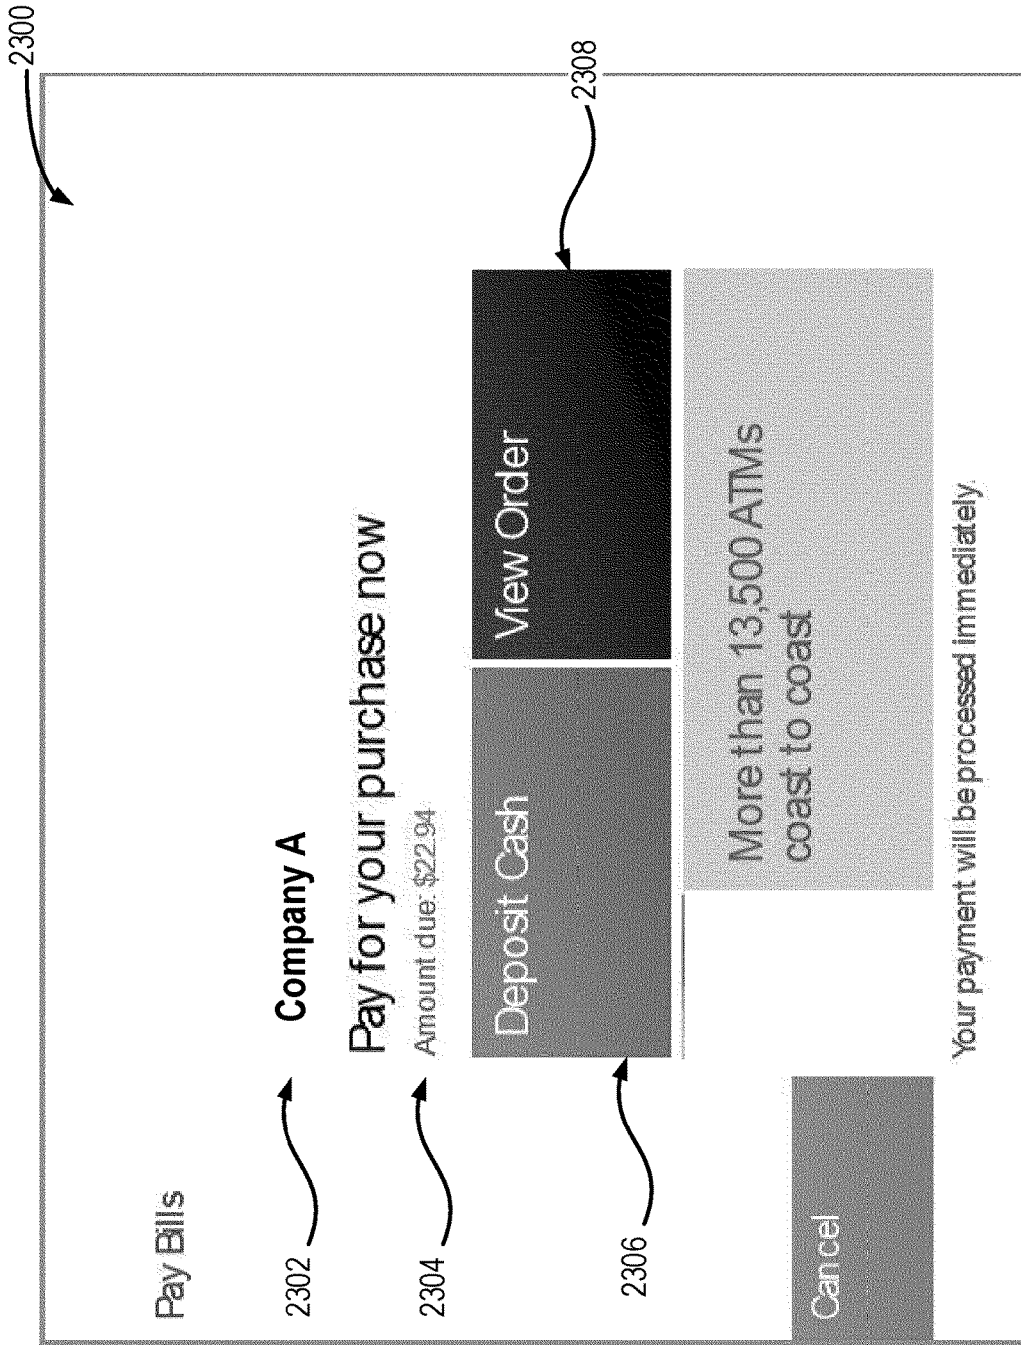 2300
Pay Bills
2302
Company A
Pay for your purchase now
2304
Amount due: $22.94
2306
Deposit Cash
View Order
2308
More than 13,500 ATMs
coast to coast
Cancel
Your payment will be processed immediately.